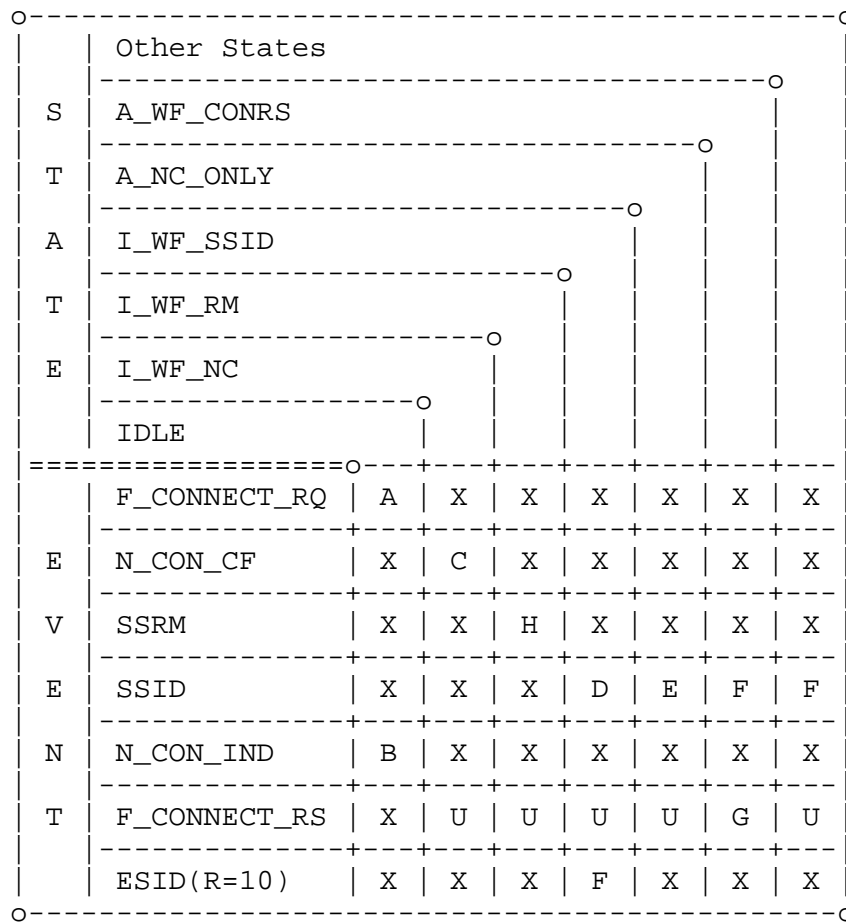 o----------------------------------------------o
|   | Other States                               |
|   |--------------------------------------o     |
| S | A_WF_CONRS                           |     |
|   |----------------------------------o   |     |
| T | A_NC_ONLY                        |   |     |
|   |------------------------------o   |   |     |
| A | I_WF_SSID                    |   |   |     |
|   |--------------------------o   |   |   |     |
| T | I_WF_RM                  |   |   |   |     |
|   |----------------------o   |   |   |   |     |
| E | I_WF_NC              |   |   |   |   |     |
|   |------------------o   |   |   |   |   |     |
|   | IDLE             |   |   |   |   |   |     |
|==================o---+---+---+---+---+---+---|
|   | F_CONNECT_RQ | A | X | X | X | X | X | X |
|   |--------------+---+---+---+---+---+---+---|
| E | N_CON_CF     | X | C | X | X | X | X | X |
|   |--------------+---+---+---+---+---+---+---|
| V | SSRM         | X | X | H | X | X | X | X |
|   |--------------+---+---+---+---+---+---+---|
| E | SSID         | X | X | X | D | E | F | F |
|   |--------------+---+---+---+---+---+---+---|
| N | N_CON_IND    | B | X | X | X | X | X | X |
|   |--------------+---+---+---+---+---+---+---|
| T | F_CONNECT_RS | X | U | U | U | U | G | U |
|   |--------------+---+---+---+---+---+---+---|
|   | ESID(R=10)   | X | X | X | F | X | X | X |
o----------------------------------------------o